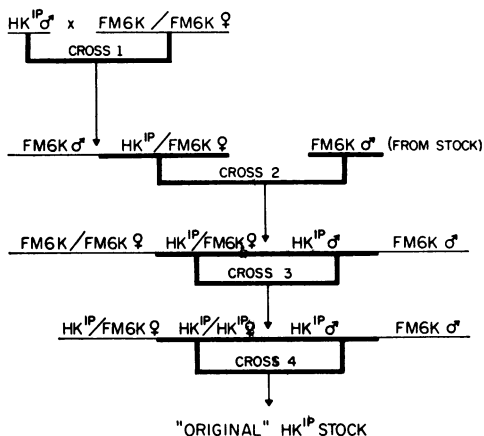 HK^IP♂ x FM6K/FM6K♀
CROSS 1
FM6K♂ HK^IP/FM6K♀ FM6K♂ (FROM STOCK)
CROSS 2
FM6K/FM6K♀ HK^IP/FM6K♀ HK^IP♂ FM6K♂
CROSS 3
HK^IP/FM6K♀ HK^IP/HK^IP♀ HK^IP♂ FM6K♂
CROSS 4
"ORIGINAL" HK^IP STOCK